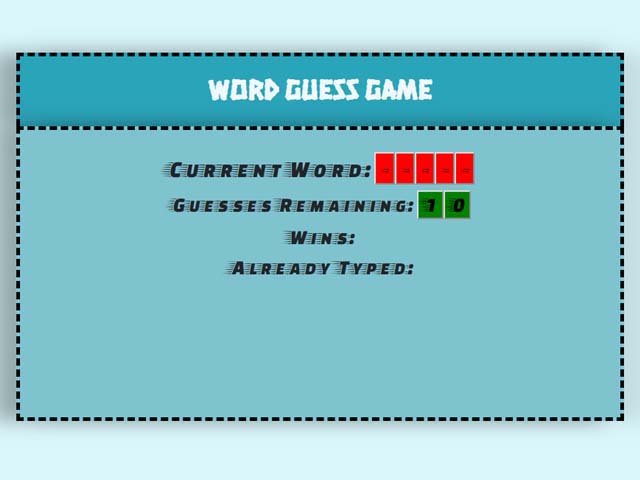 WORD GUESS GAME
Current Word: = = = = =
Guesses Remaining: 1 0
Wins:
Already Typed: